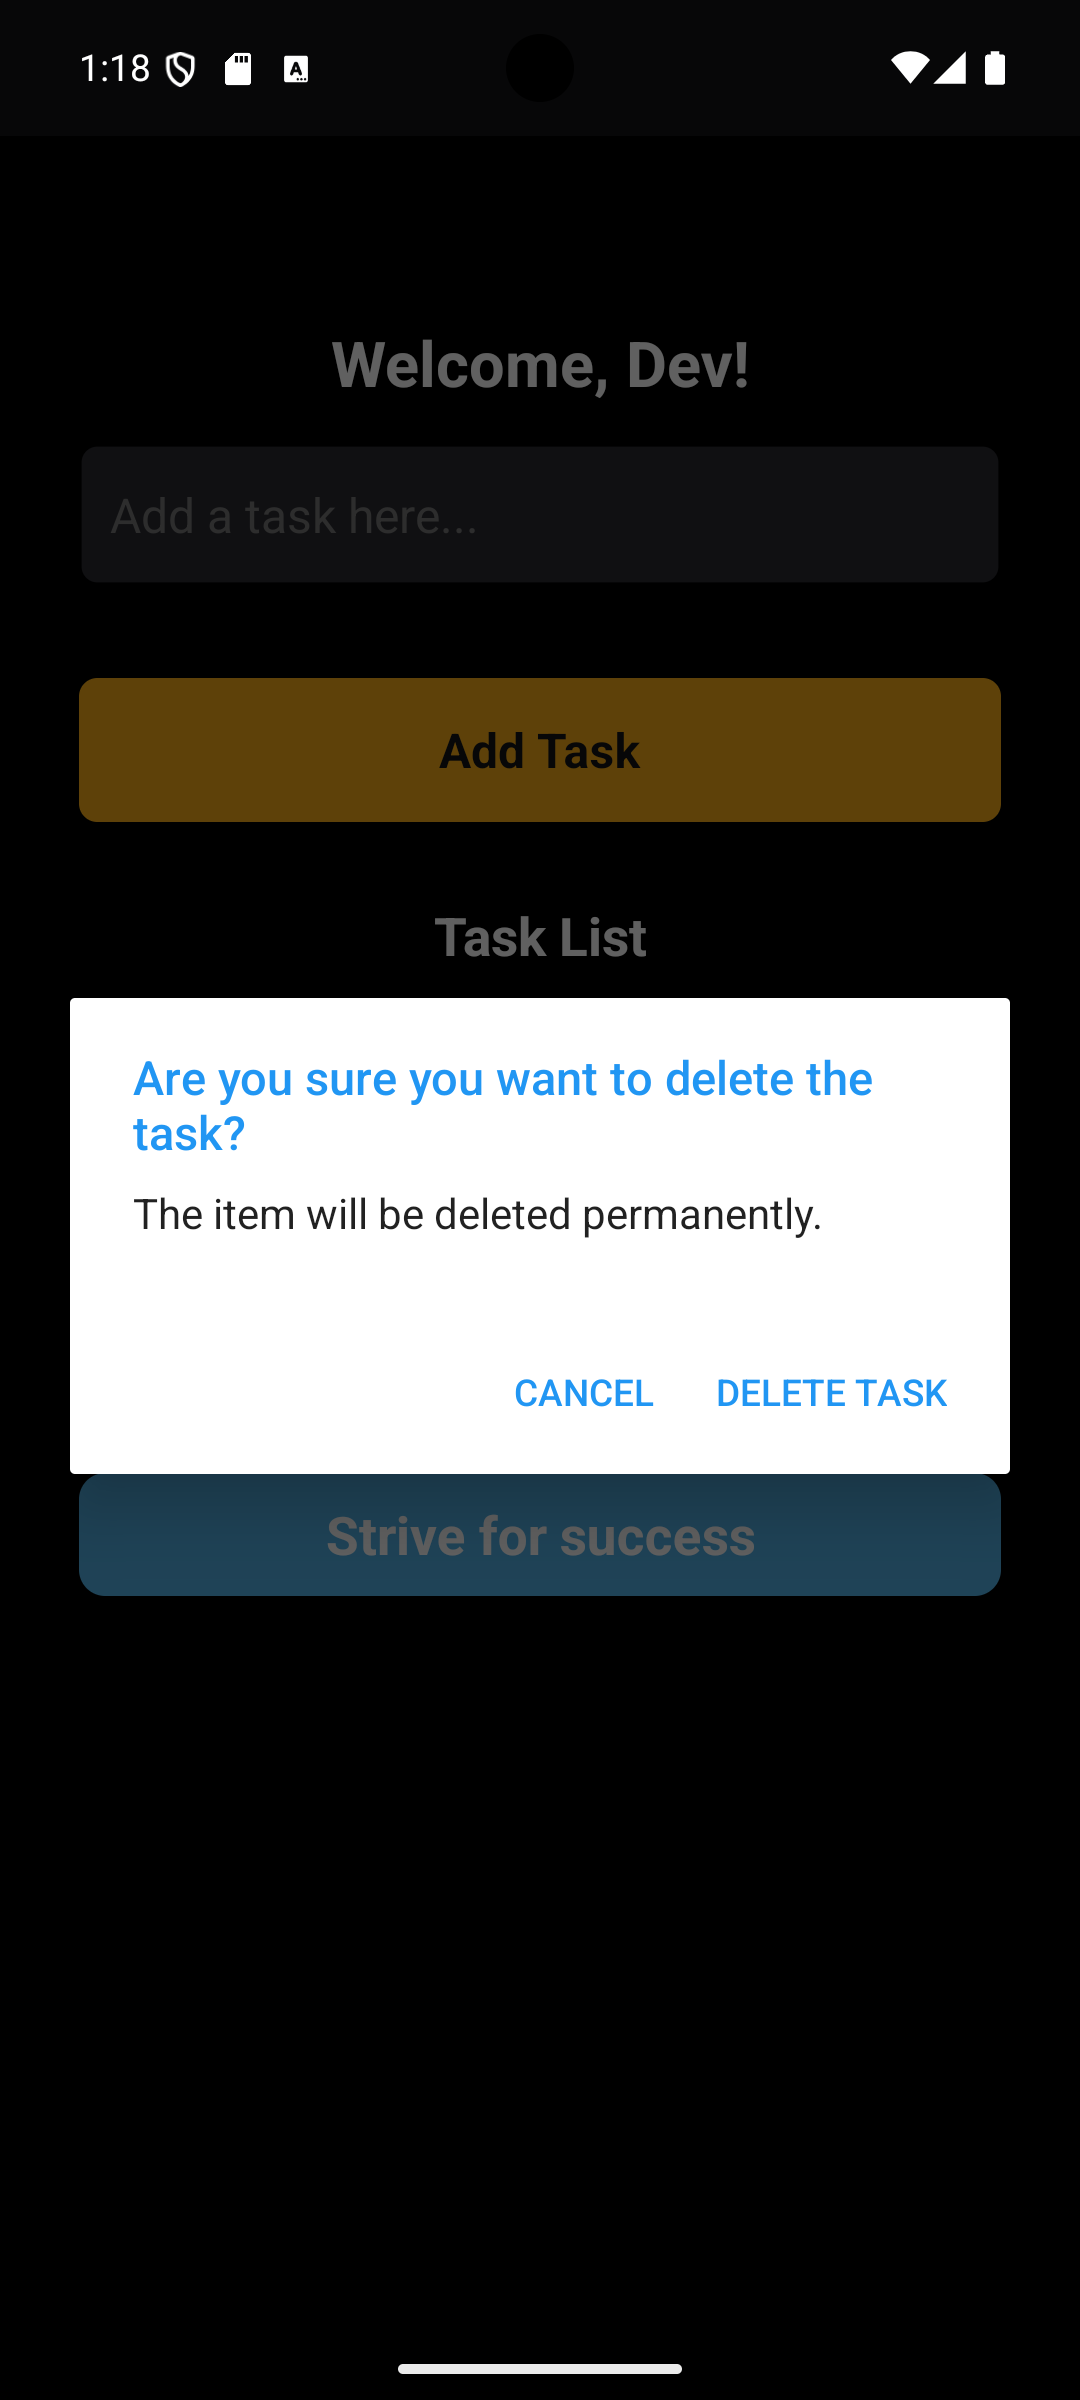 1:18
Welcome, Dev!
Add a task here...
Add Task
Task List
Are you sure you want to delete the
task?
The item will be deleted permanently.
CANCEL
DELETE TASK
Strive for success